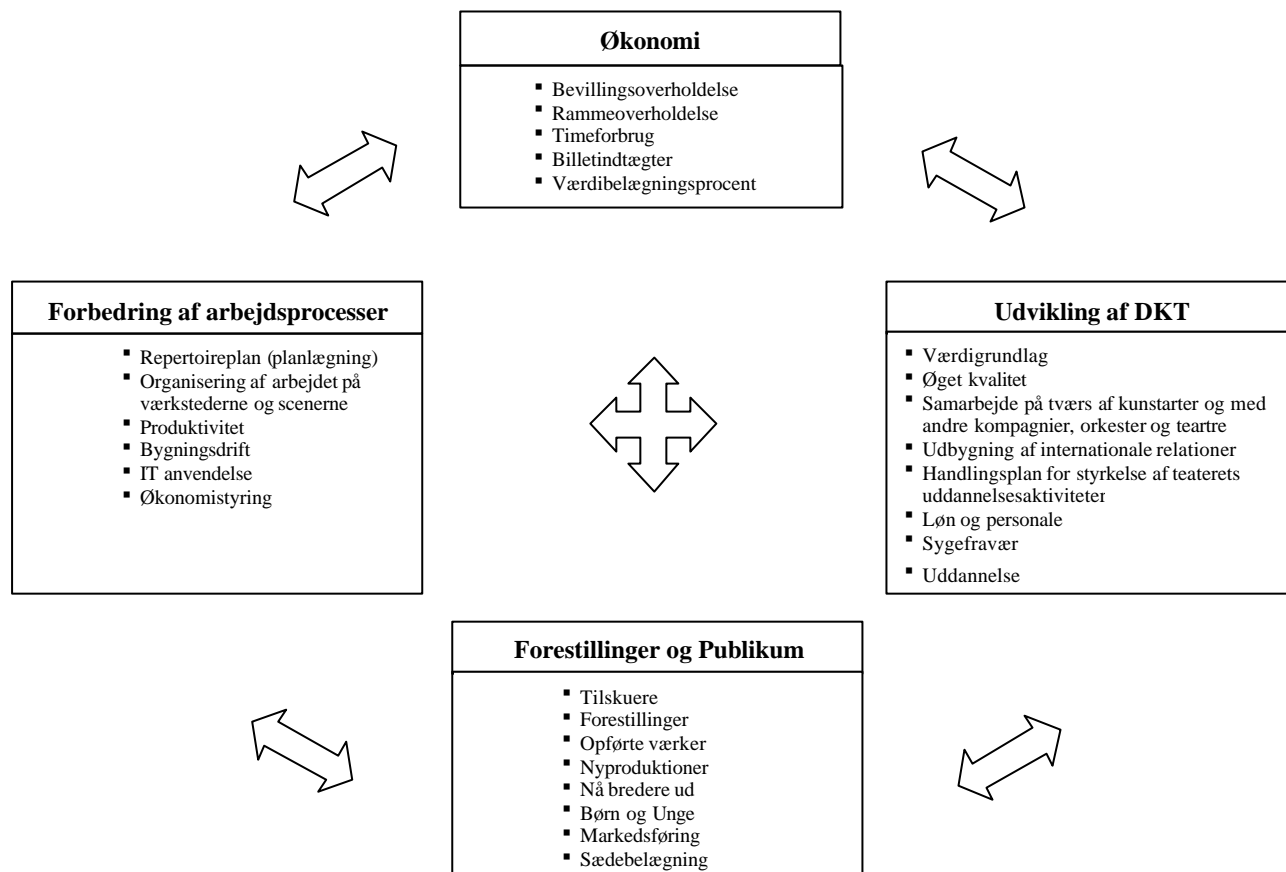 Økonomi
▪ Bevillingsoverholdelse
▪ Rammeoverholdelse
▪ Timeforbrug
▪ Billetindtægter
▪ Værdibelægningsprocent
Forbedring af arbejdsprocesser
▪ Repertoireplan (planlægning)
▪ Organisering af arbejdet på
værkstederne og scenerne
▪ Produktivitet
▪ Bygningsdrift
▪ IT anvendelse
▪ Økonomistyring
Udvikling af DKT
▪ Værdigrundlag
▪ Øget kvalitet
▪ Samarbejde på tværs af kunstarter og med
andre kompagnier, orkester og teartre
▪ Udbygning af internationale relationer
▪ Handlingsplan for styrkelse af teaterets
uddannelsesaktiviteter
▪ Løn og personale
▪ Sygefravær
▪ Uddannelse
Forestillinger og Publikum
▪ Tilskuere
▪ Forestillinger
▪ Opførte værker
▪ Nyproduktioner
▪ Nå bredere ud
▪ Børn og Unge
▪ Markedsføring
▪ Sædebelægning